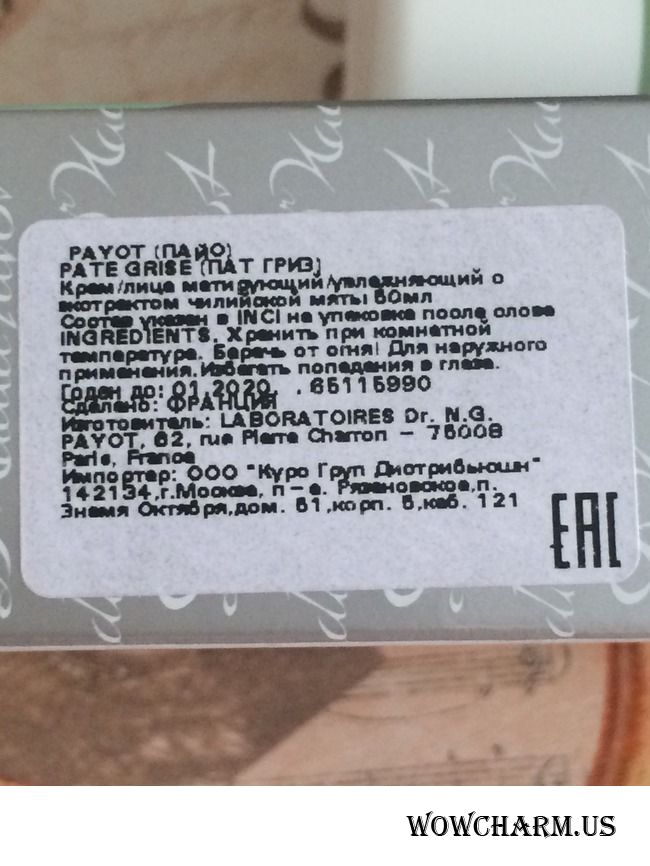 PAYOT (ПАЙО)
PATE GRISE (ПАТ ГРИЗ)
Крем/лица матирующий/увлажняющий с
экстрактом чилийской мяты 50мл
Состав указан в INCI на упаковке после слова
INGREDIENTS. Хранить при комнатной
температуре. Беречь от огня! Для наружного
применения. Избегать попадания в глаза.
Годен до: 01.2020. . 65115990
Сделано: ФРАНЦИЯ
Изготовитель: LABORATOIRES Dr. N.G.
PAYOT, 62, rue Pierre Charron - 75008
Paris, France
Импортер: ООО "Куро Груп Дистрибьюшн"
142134,г.Москва, п-е. Рязановское,п.
Знамя Октября,дом. 31,корп. 5,каб. 121
EAC
WOWCHARM.US